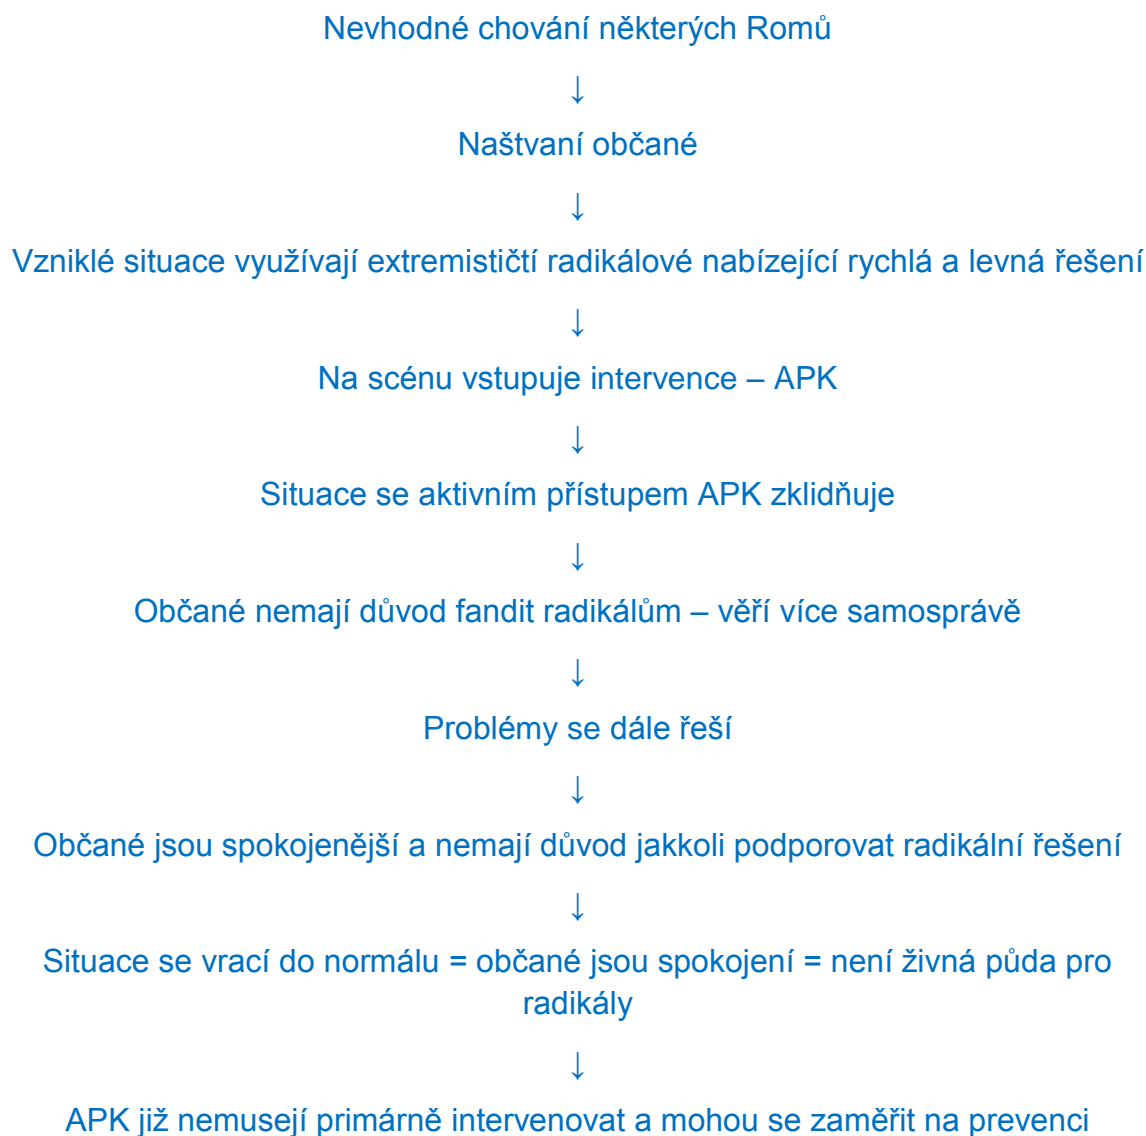 Nevhodné chování některých Romů
↓
Naštvaní občané
↓
Vzniklé situace využívají extremističtí radikálové nabízející rychlá a levná řešení
↓
Na scénu vstupuje intervence – APK
↓
Situace se aktivním přístupem APK zklidňuje
↓
Občané nemají důvod fandit radikálům – věří více samosprávě
↓
Problémy se dále řeší
↓
Občané jsou spokojenější a nemají důvod jakkoli podporovat radikální řešení
↓
Situace se vrací do normálu = občané jsou spokojení = není živná půda pro
radikály
↓
APK již nemusejí primárně intervenovat a mohou se zaměřit na prevenci